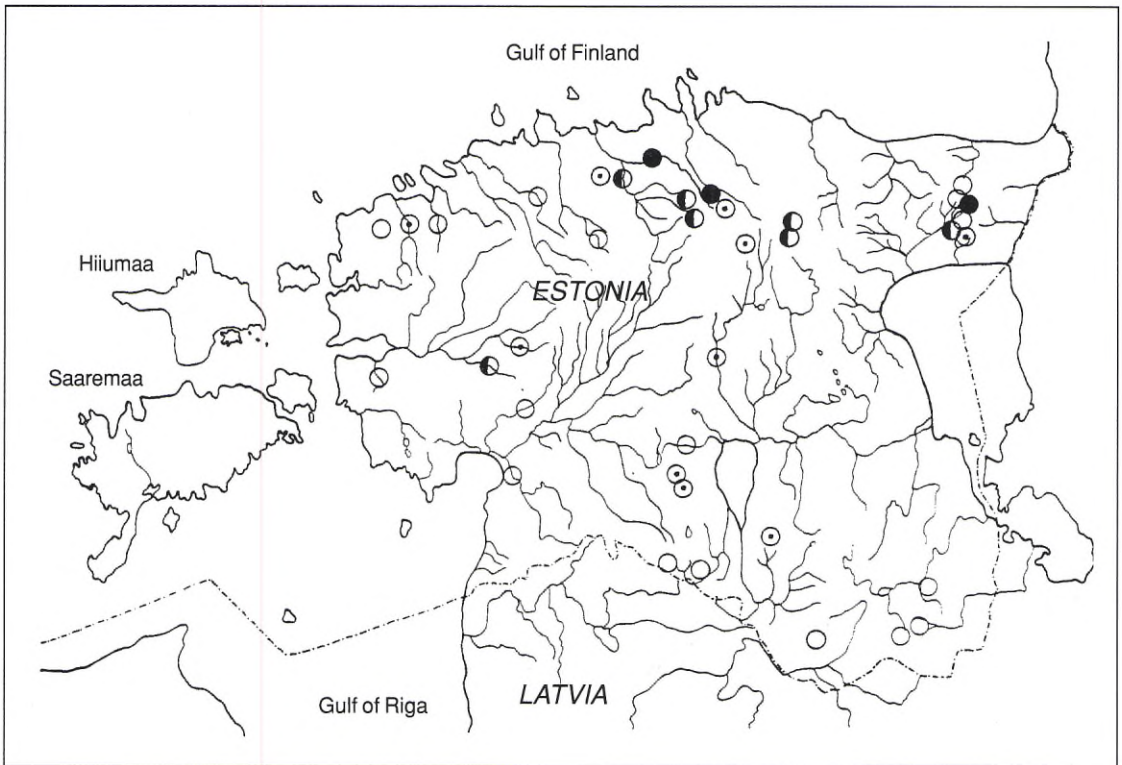 Gulf of Finland
Hiiumaa
ESTONIA
Saaremaa
Gulf of Riga
LATVIA